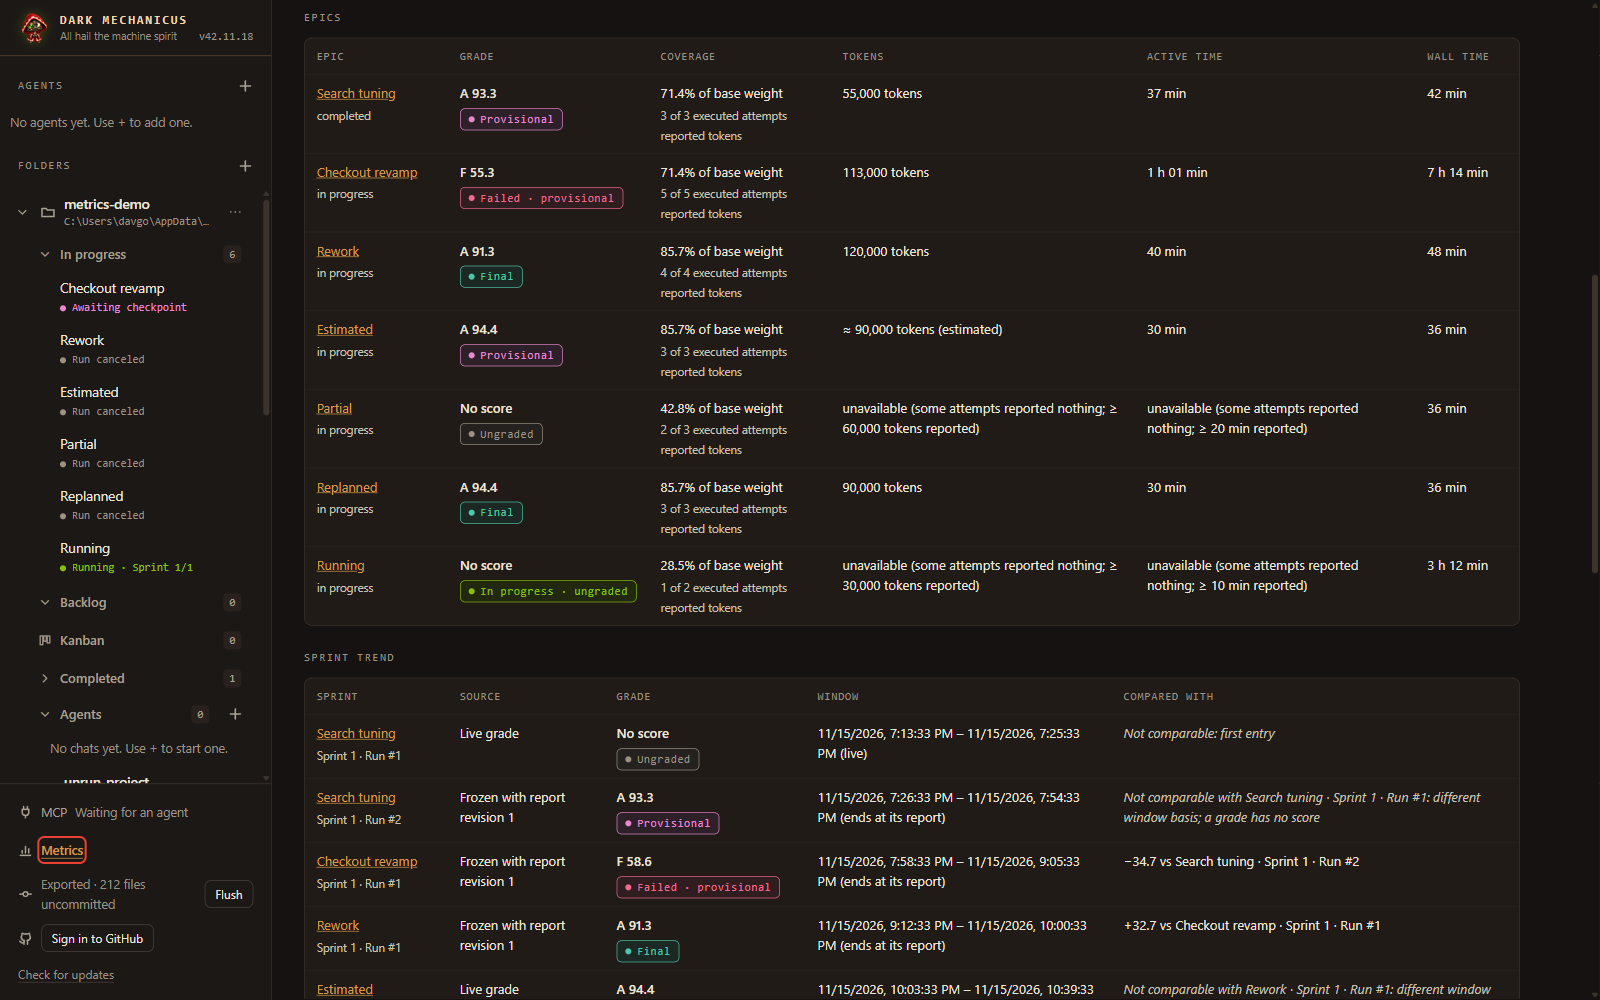 DARK MECHANICUS
All hail the machine spirit v42.11.18
AGENTS
No agents yet. Use + to add one.
FOLDERS
metrics-demo
C:\Users\davgo\AppData\…
In progress 6
Checkout revamp
Awaiting checkpoint
Rework
Run canceled
Estimated
Run canceled
Partial
Run canceled
Replanned
Run canceled
Running
Running · Sprint 1/1
Backlog 0
Kanban 0
Completed 1
Agents 0
No chats yet. Use + to start one.
unrun-project
MCP Waiting for an agent
Metrics
Exported · 212 files
uncommitted
Flush
Sign in to GitHub
Check for updates
EPICS
EPIC GRADE COVERAGE TOKENS ACTIVE TIME WALL TIME
Search tuning A 93.3 71.4% of base weight 55,000 tokens 37 min 42 min
completed Provisional 3 of 3 executed attempts
reported tokens
Checkout revamp F 55.3 71.4% of base weight 113,000 tokens 1 h 01 min 7 h 14 min
in progress Failed · provisional 5 of 5 executed attempts
reported tokens
Rework A 91.3 85.7% of base weight 120,000 tokens 40 min 48 min
in progress Final 4 of 4 executed attempts
reported tokens
Estimated A 94.4 85.7% of base weight ≈ 90,000 tokens (estimated) 30 min 36 min
in progress Provisional 3 of 3 executed attempts
reported tokens
Partial No score 42.8% of base weight unavailable (some attempts reported nothing; ≥ unavailable (some attempts reported 36 min
in progress Ungraded 2 of 3 executed attempts 60,000 tokens reported) nothing; ≥ 20 min reported)
reported tokens
Replanned A 94.4 85.7% of base weight 90,000 tokens 30 min 36 min
in progress Final 3 of 3 executed attempts
reported tokens
Running No score 28.5% of base weight unavailable (some attempts reported nothing; ≥ unavailable (some attempts reported 3 h 12 min
in progress In progress · ungraded 1 of 2 executed attempts 30,000 tokens reported) nothing; ≥ 10 min reported)
reported tokens
SPRINT TREND
SPRINT SOURCE GRADE WINDOW COMPARED WITH
Search tuning Live grade No score 11/15/2026, 7:13:33 PM – 11/15/2026, 7:25:33 Not comparable: first entry
Sprint 1 · Run #1 Ungraded PM (live)
Search tuning Frozen with report A 93.3 11/15/2026, 7:26:33 PM – 11/15/2026, 7:54:33 Not comparable with Search tuning · Sprint 1 · Run #1: different
Sprint 1 · Run #2 revision 1 Provisional PM (ends at its report) window basis; a grade has no score
Checkout revamp Frozen with report F 58.6 11/15/2026, 7:58:33 PM – 11/15/2026, 9:05:33 −34.7 vs Search tuning · Sprint 1 · Run #2
Sprint 1 · Run #1 revision 1 Failed · provisional PM (ends at its report)
Rework Frozen with report A 91.3 11/15/2026, 9:12:33 PM – 11/15/2026, 10:00:33 +32.7 vs Checkout revamp · Sprint 1 · Run #1
Sprint 1 · Run #1 revision 1 Final PM (ends at its report)
Estimated Live grade A 94.4 11/15/2026, 10:03:33 PM – 11/15/2026, 10:39:33 Not comparable with Rework · Sprint 1 · Run #1: different window